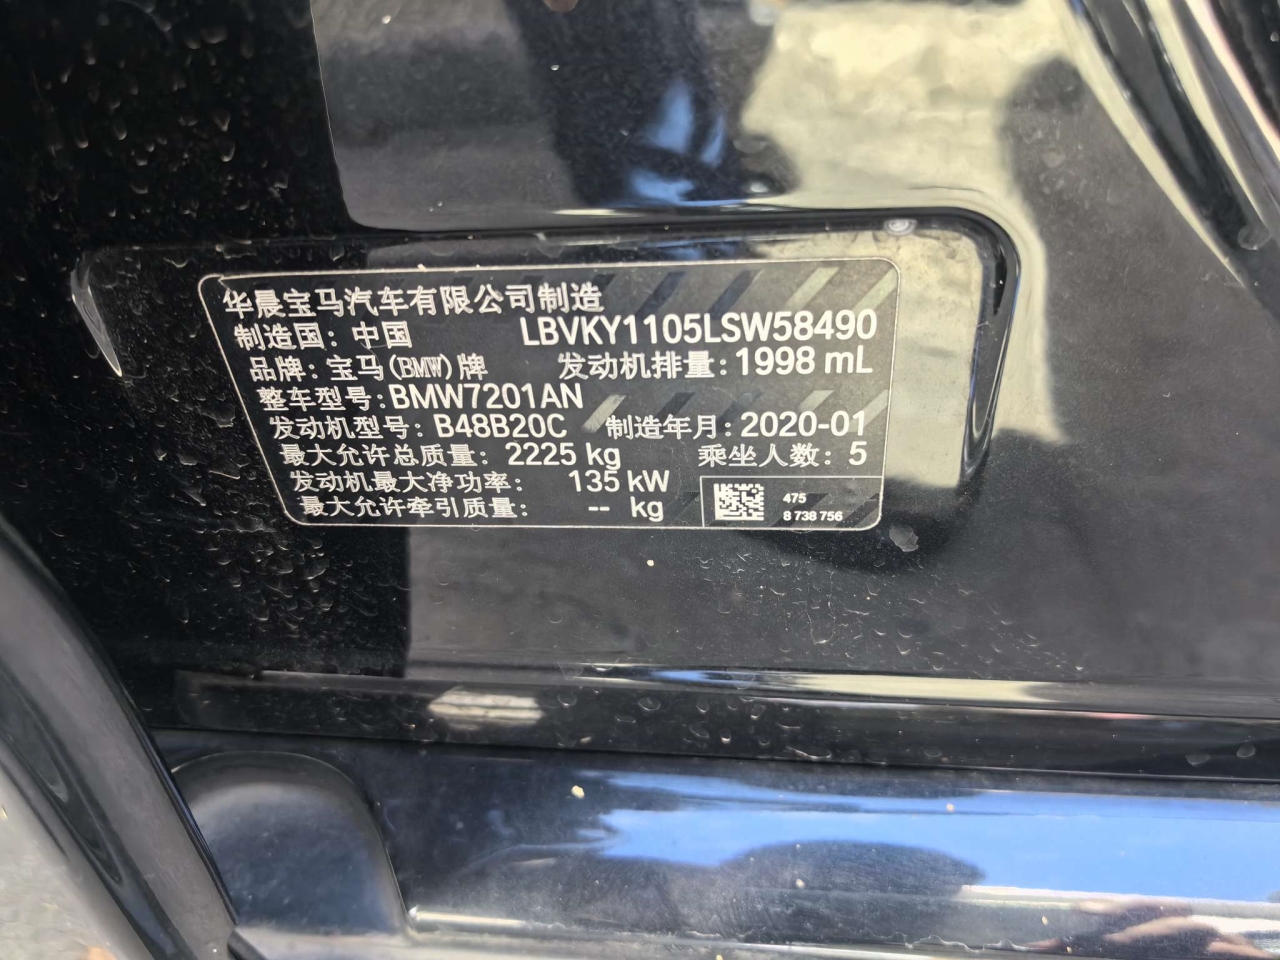 华晨宝马汽车有限公司制造
制造国：中国 LBVKY1105LSW58490
品牌：宝马(BMW)牌 发动机排量：1998 mL
整车型号：BMW7201AN
发动机型号：B48B20C 制造年月：2020-01
最大允许总质量：2225 kg 乘坐人数：5
发动机最大净功率：135 kW
最大允许牵引质量：-- kg
475
8 738 756